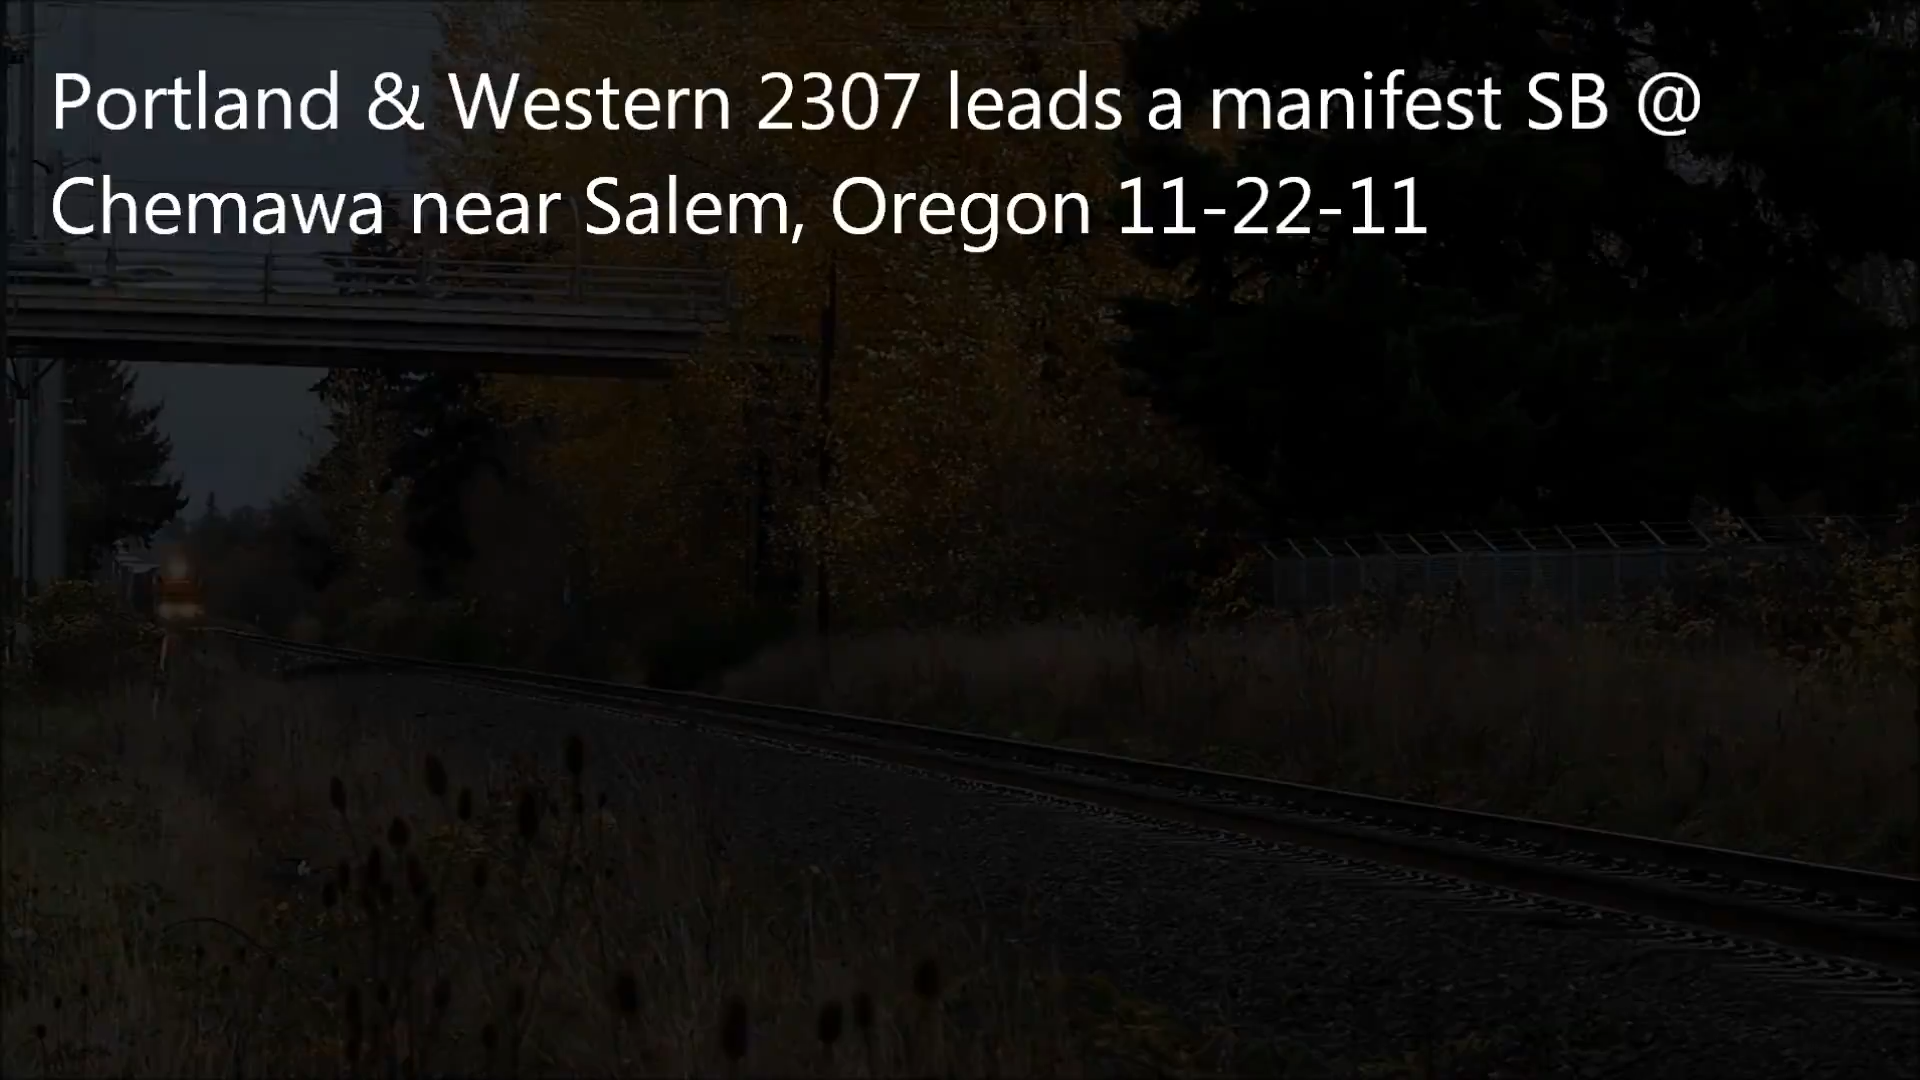 Portland & Western 2307 leads a manifest SB @
Chemawa near Salem, Oregon 11-22-11